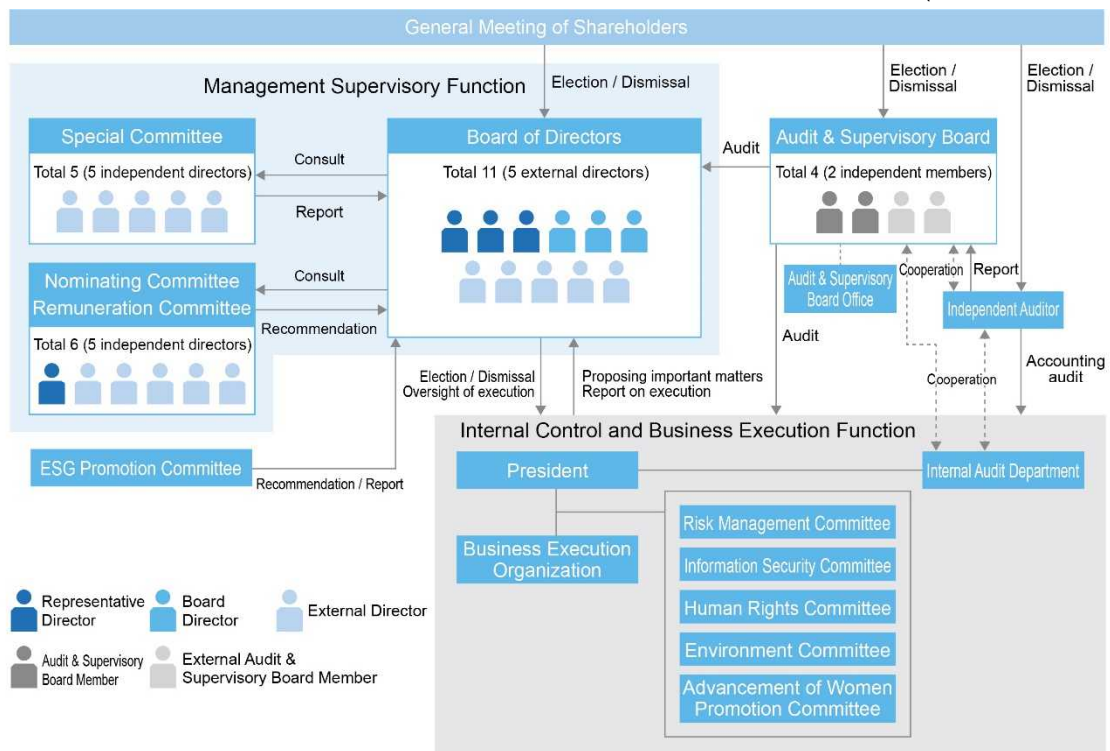 General Meeting of Shareholders
Management Supervisory Function
Election / Dismissal
Election /
Dismissal
Election /
Dismissal
Special Committee
Total 5 (5 independent directors)
Consult
Report
Board of Directors
Total 11 (5 external directors)
Audit
Audit & Supervisory Board
Total 4 (2 independent members)
Nominating Committee
Remuneration Committee
Total 6 (5 independent directors)
Consult
Recommendation
Audit & Supervisory
Board Office
Cooperation
Report
Independent Auditor
Audit
Election / Dismissal
Oversight of execution
Proposing important matters
Report on execution
Cooperation
Accounting
audit
ESG Promotion Committee
Recommendation / Report
Internal Control and Business Execution Function
President
Internal Audit Department
Business Execution
Organization
Risk Management Committee
Information Security Committee
Human Rights Committee
Environment Committee
Advancement of Women
Promotion Committee
Representative
Director
Board
Director
External Director
Audit & Supervisory
Board Member
External Audit &
Supervisory Board Member